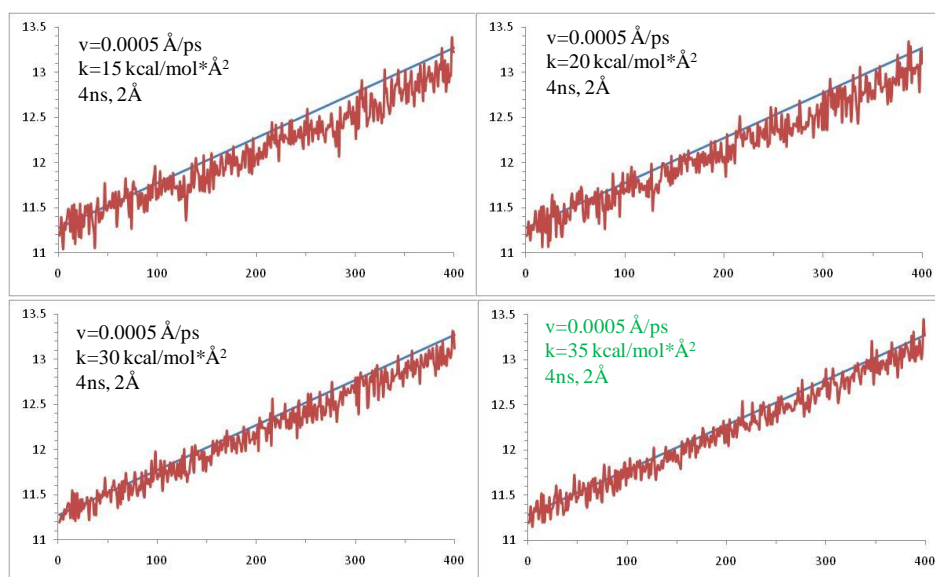 13.5
v=0.0005 Å/ps
k=15 kcal/mol*Å²
4ns, 2Å
13
12.5
12
11.5
11
0 100 200 300 400
13.5
v=0.0005 Å/ps
k=20 kcal/mol*Å²
4ns, 2Å
13
12.5
12
11.5
11
0 100 200 300 400
13.5
v=0.0005 Å/ps
k=30 kcal/mol*Å²
4ns, 2Å
13
12.5
12
11.5
11
0 100 200 300 400
13.5
v=0.0005 Å/ps
k=35 kcal/mol*Å²
4ns, 2Å
13
12.5
12
11.5
11
0 100 200 300 400